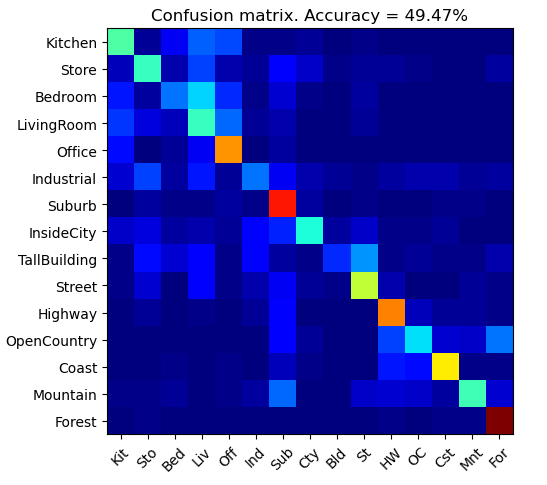 Confusion matrix. Accuracy = 49.47%
Kitchen
Store
Bedroom
LivingRoom
Office
Industrial
Suburb
InsideCity
TallBuilding
Street
Highway
OpenCountry
Coast
Mountain
Forest
Kit Sto Bed Liv Off Ind Sub Cty Bld St HW OC Cst Mnt For